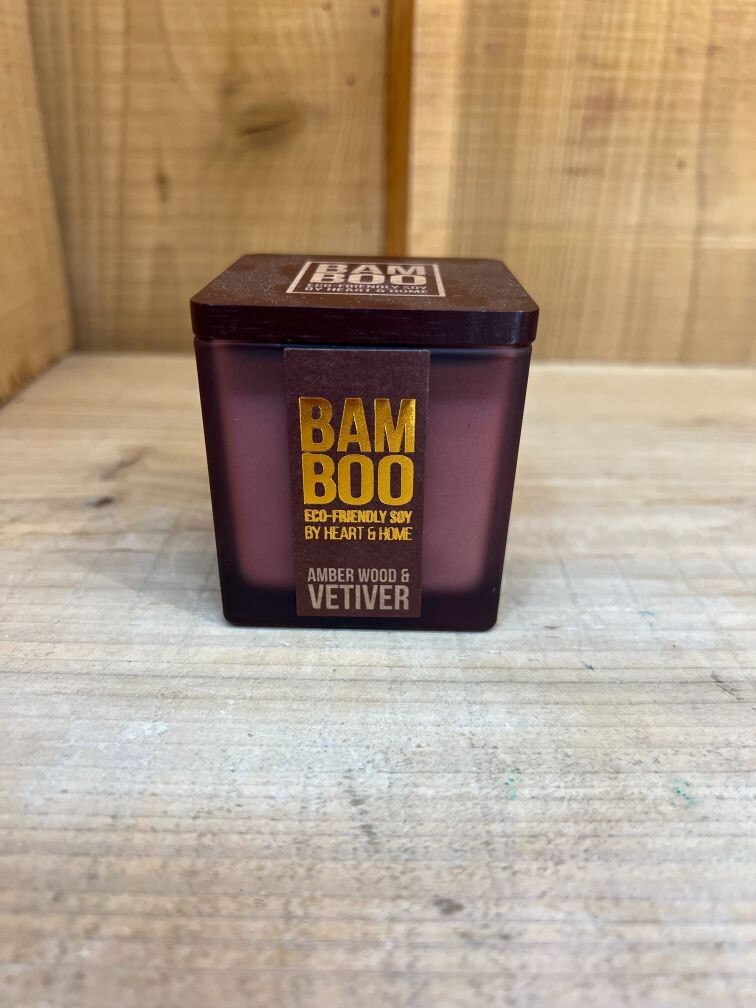 BAM
BOO
ECO-FRIENDLY SOY
BY HEART & HOME
BAM
BOO
ECO-FRIENDLY SOY
BY HEART & HOME
AMBER WOOD &
VETIVER